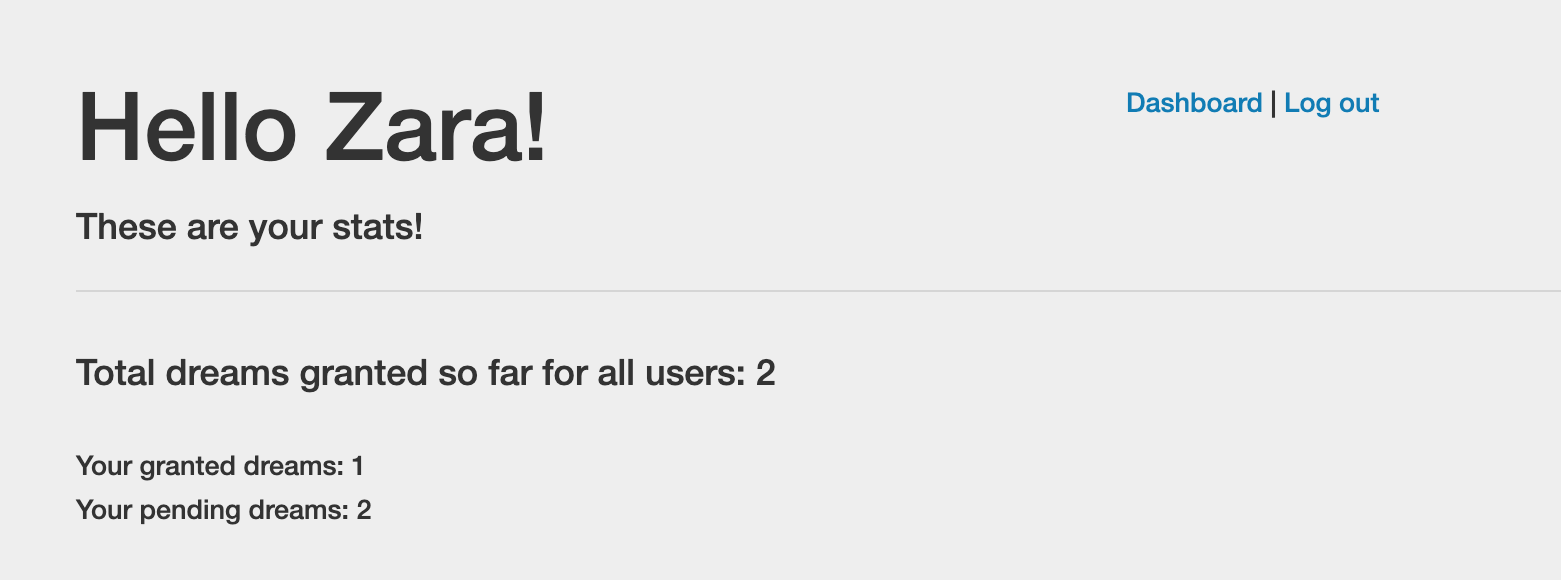 Hello Zara!
Dashboard | Log out
These are your stats!
Total dreams granted so far for all users: 2
Your granted dreams: 1
Your pending dreams: 2